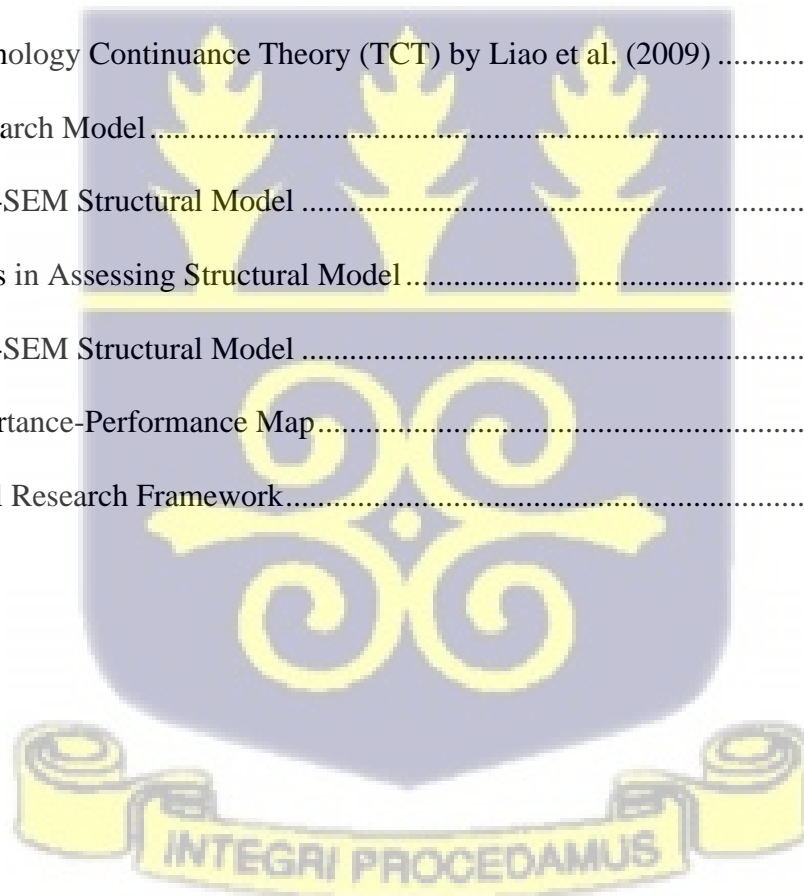 nology Continuance Theory (TCT) by Liao et al. (2009) ...........
arch Model...........................................................................................
-SEM Structural Model ....................................................................
s in Assessing Structural Model.....................................................
-SEM Structural Model ....................................................................
rtance-Performance Map.................................................................
l Research Framework......................................................................
INTEGRI PROCEDAMUS